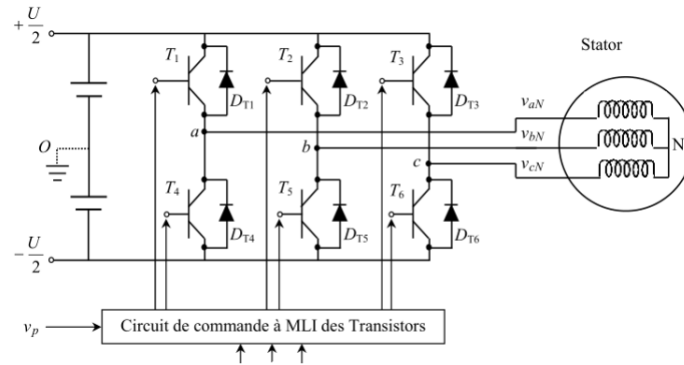 + U/2
T1
T2
T3
Stator
DT1
DT2
DT3
vaN
a
vbN
N
O
b
vcN
c
T4
T5
T6
DT4
DT5
DT6
− U/2
vp
Circuit de commande à MLI des Transistors